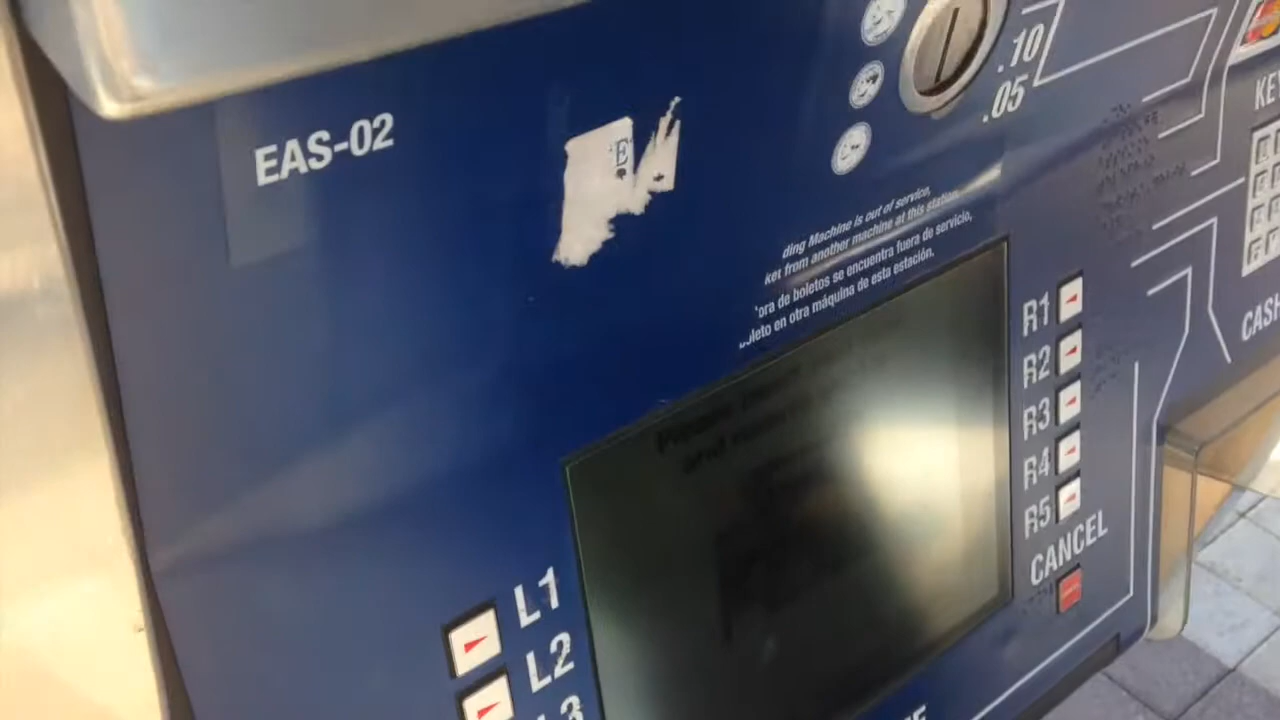 EAS-02
E
.10
.05
KEY
ding Machine is out of service,
ket from another machine at this station.
ora de boletos se encuentra fuera de servicio,
oleto en otra máquina de esta estación.
R1
R2
R3
R4
R5
CANCEL
CASH
L1
L2
L3